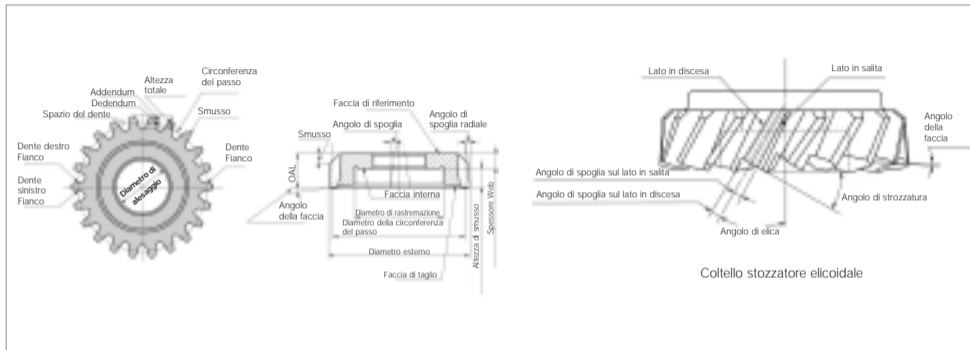 Circonferenza
del passo
Altezza
totale
Addendum
Dedendum
Spazio del dente
Smusso
Dente destro
Fianco
Dente
Fianco
Dente
sinistro
Fianco
Diametro di
alesaggio
Faccia di riferimento
Angolo di spoglia
Angolo di
spoglia radiale
Smusso
OAL
Angolo
della faccia
Faccia interna
Diametro di rastremazione
Diametro della circonferenza
del passo
Diametro esterno
Faccia di taglio
Altezza di smusso
Spessore Wob
Lato in discesa
Lato in salita
Angolo
della
faccia
Angolo di spoglia sul lato in salita
Angolo di spoglia sul lato in discesa
Angolo di strozzatura
Angolo di elica
Coltello stozzatore elicoidale